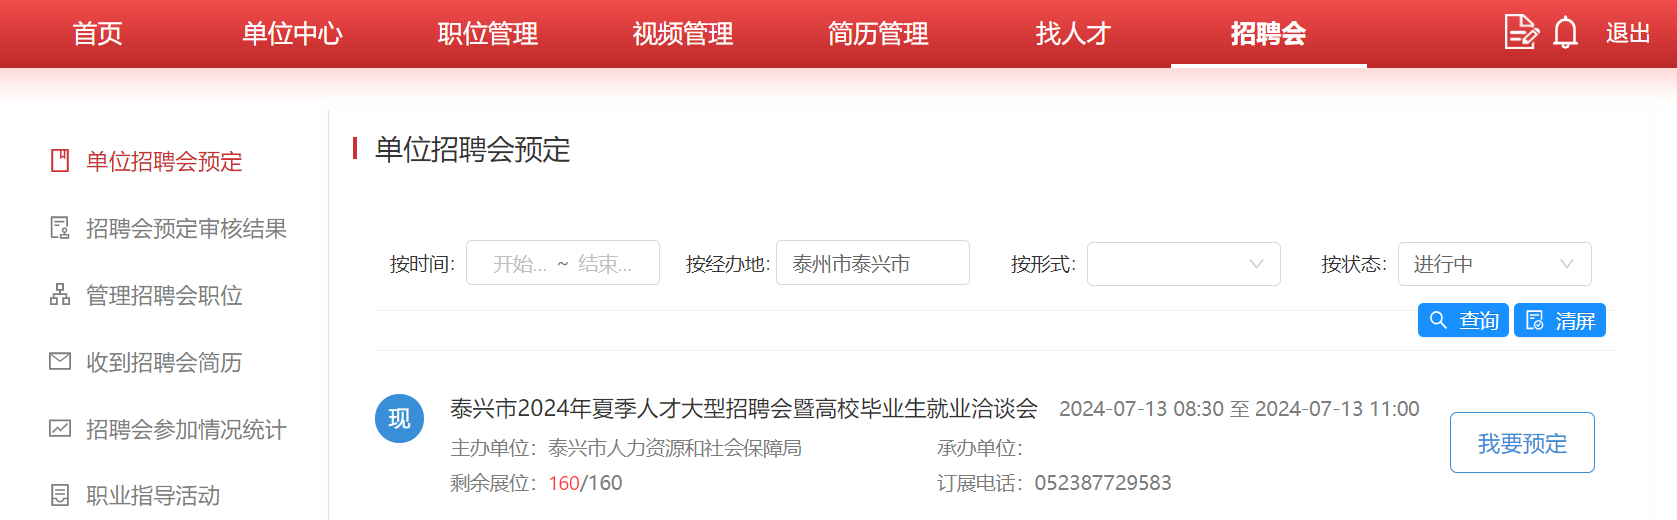 首页 单位中心 职位管理 视频管理 简历管理 找人才 招聘会 退出
单位招聘会预定
招聘会预定审核结果
管理招聘会职位
收到招聘会简历
招聘会参加情况统计
职业指导活动
单位招聘会预定
按时间: 开始... ~ 结束... 按经办地: 泰州市泰兴市 按形式: 按状态: 进行中
查询 清屏
现 泰兴市2024年夏季人才大型招聘会暨高校毕业生就业洽谈会 2024-07-13 08:30 至 2024-07-13 11:00
主办单位：泰兴市人力资源和社会保障局 承办单位：
剩余展位：160/160 订展电话：052387729583
我要预定